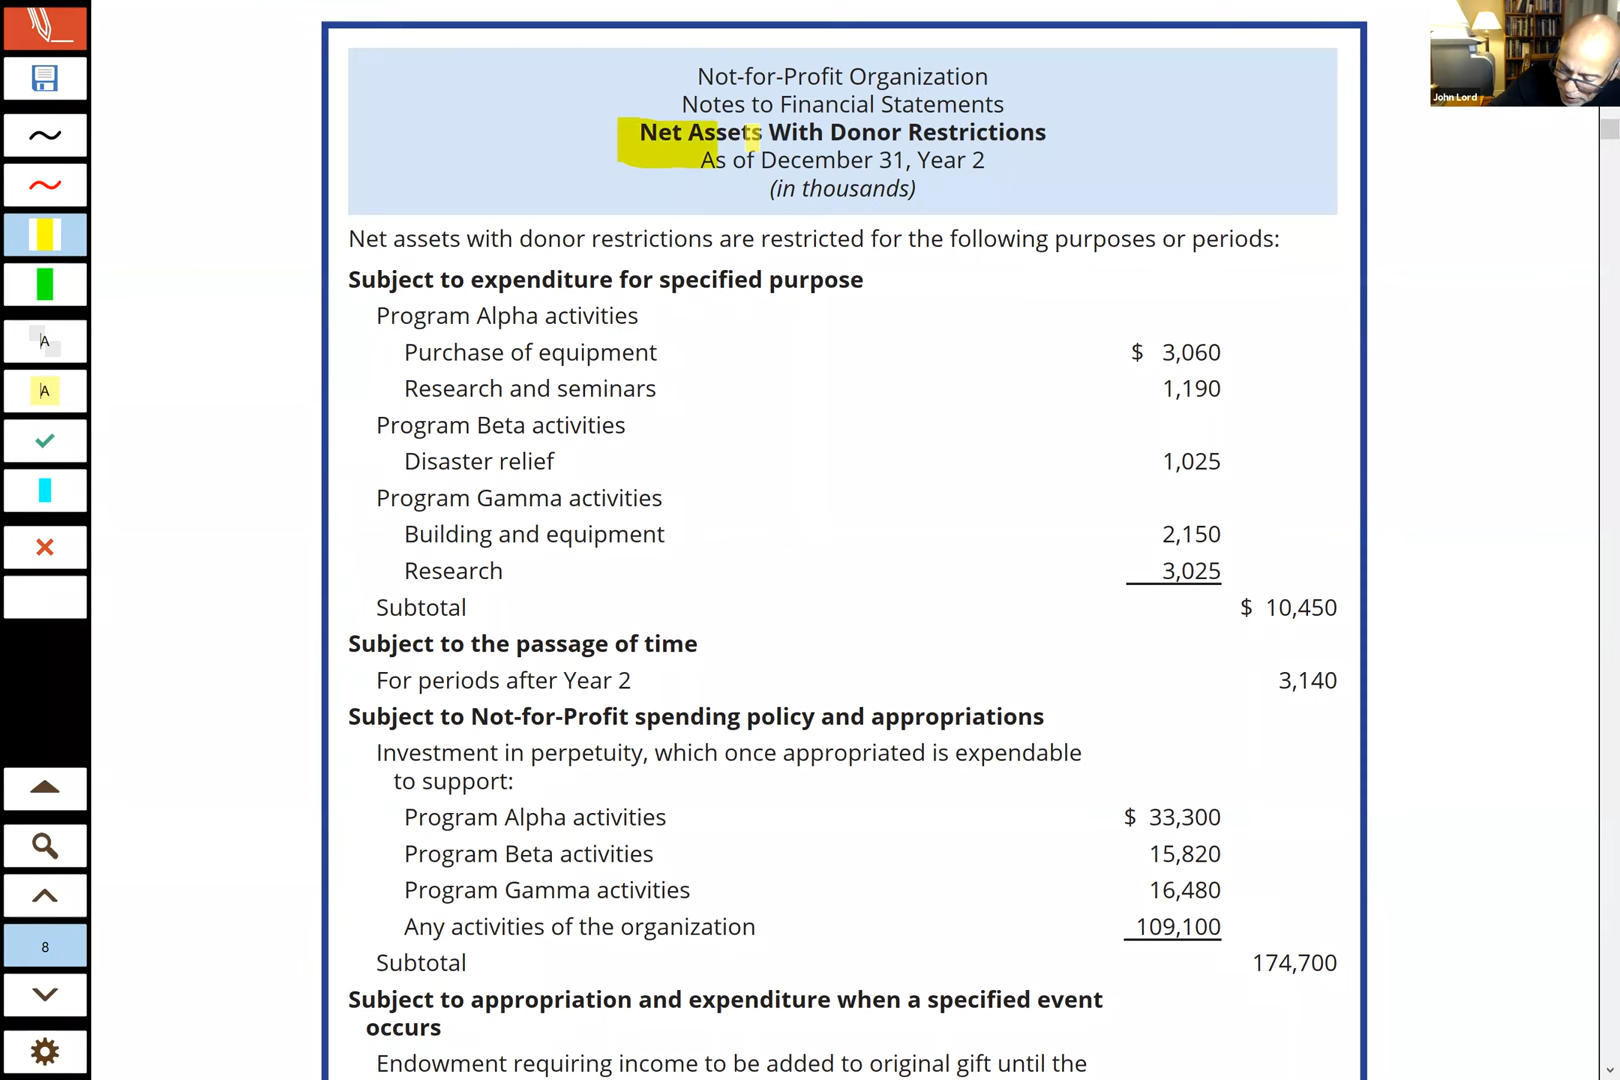 Not-for-Profit Organization
Notes to Financial Statements
Net Assets With Donor Restrictions
As of December 31, Year 2
(in thousands)
John Lord
Net assets with donor restrictions are restricted for the following purposes or periods:
Subject to expenditure for specified purpose
Program Alpha activities
Purchase of equipment $ 3,060
Research and seminars 1,190
Program Beta activities
Disaster relief 1,025
Program Gamma activities
Building and equipment 2,150
Research 3,025
Subtotal $ 10,450
Subject to the passage of time
For periods after Year 2 3,140
Subject to Not-for-Profit spending policy and appropriations
Investment in perpetuity, which once appropriated is expendable
to support:
Program Alpha activities $ 33,300
Program Beta activities 15,820
Program Gamma activities 16,480
Any activities of the organization 109,100
Subtotal 174,700
Subject to appropriation and expenditure when a specified event
occurs
Endowment requiring income to be added to original gift until the
A
A
8